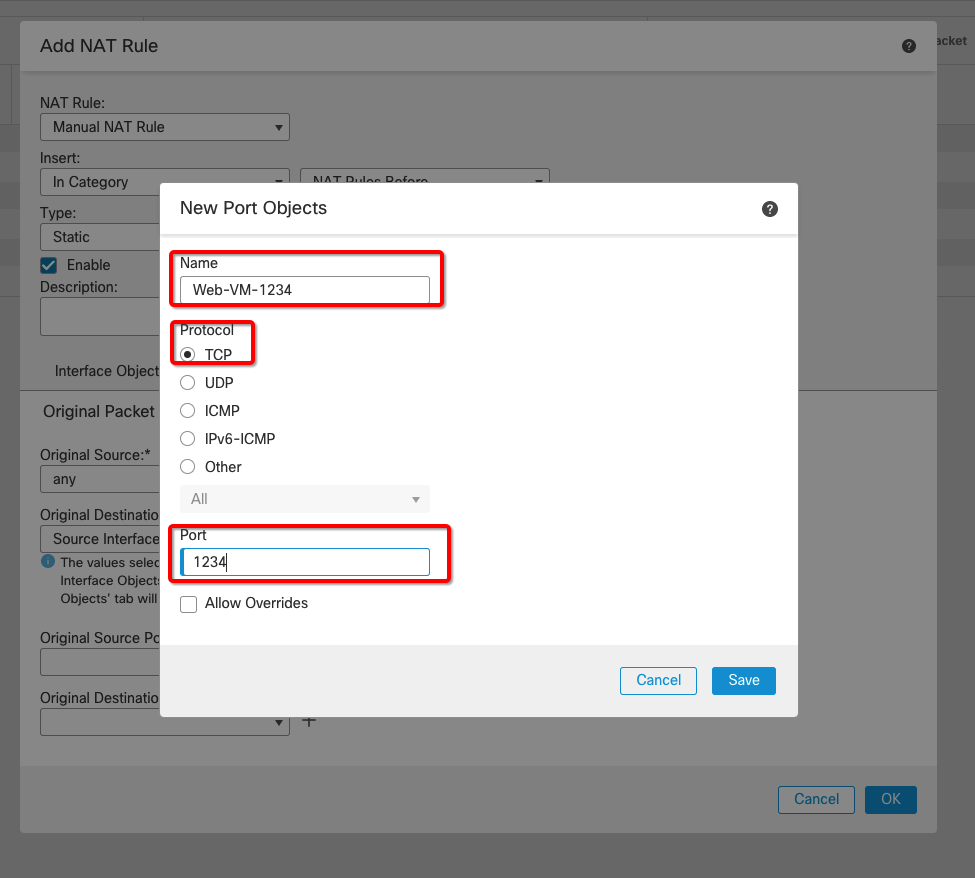 Add NAT Rule
?
acket
NAT Rule:
Manual NAT Rule
Insert:
In Category
NAT Rules Before
Type:
Static
Enable
Description:
Interface Object
Original Packet
Original Source:*
any
Original Destinatio
Source Interface
The values selec
Interface Objects
Objects' tab will
Original Source Po
Original Destinatio
New Port Objects
?
Name
Web-VM-1234
Protocol
TCP
UDP
ICMP
IPv6-ICMP
Other
All
Port
1234
Allow Overrides
Cancel
Save
Cancel
OK